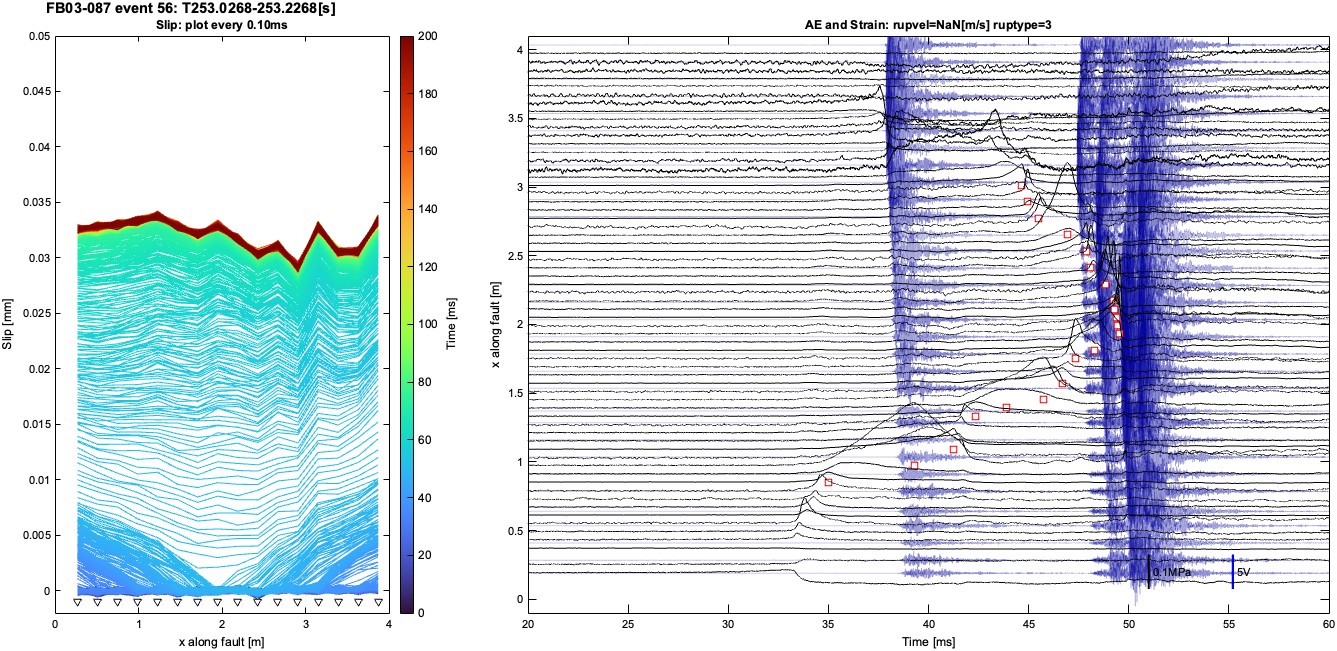 FB03-087 event 56: T253.0268-253.2268[s]
Slip: plot every 0.10ms
0.05
0.045
0.04
0.035
0.03
0.025
0.02
0.015
0.01
0.005
0
Slip [mm]
0 1 2 3 4
x along fault [m]
200
180
160
140
120
100
80
60
40
20
0
Time [ms]
AE and Strain: rupvel=NaN[m/s] ruptype=3
4
3.5
3
2.5
2
1.5
1
0.5
0
x along fault [m]
0.1MPa 5V
20 25 30 35 40 45 50 55 60
Time [ms]